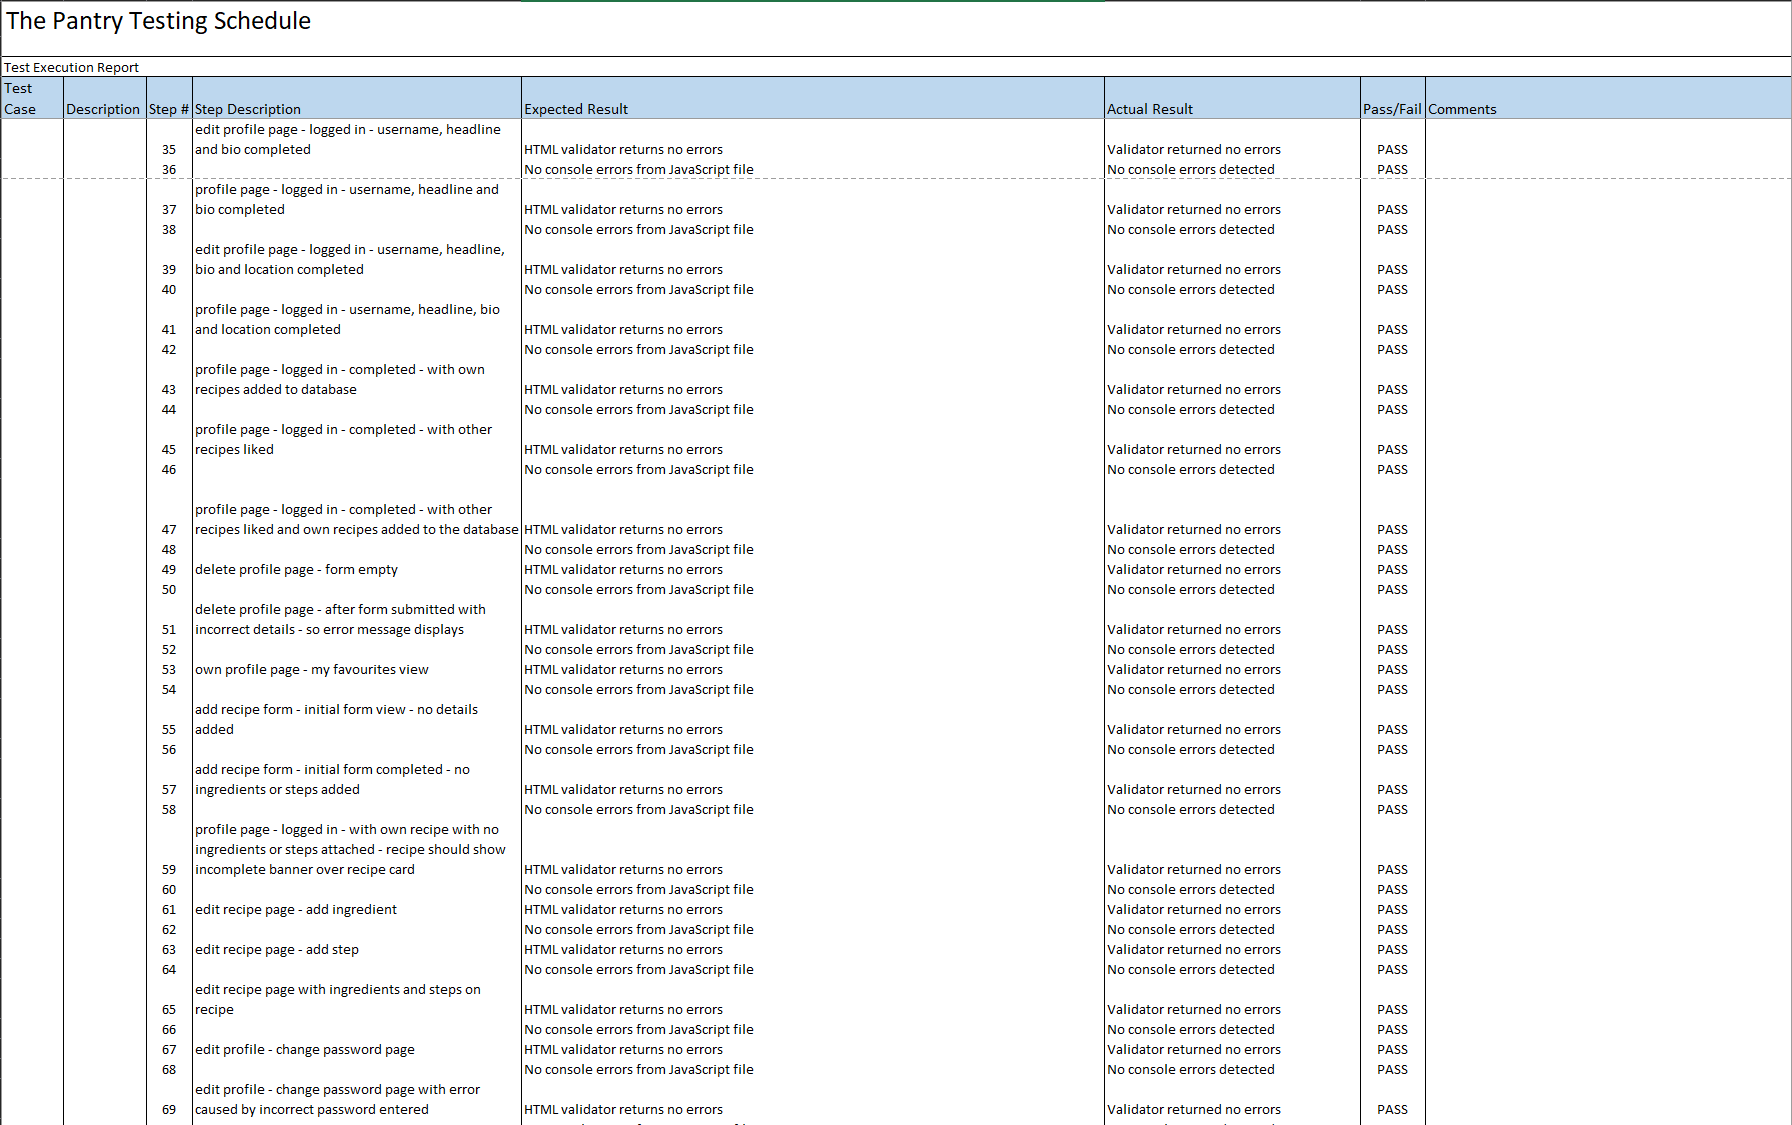 The Pantry Testing Schedule
Test Execution Report
Test
Case Description Step # Step Description Expected Result Actual Result Pass/Fail Comments
edit profile page - logged in - username, headline
35 and bio completed HTML validator returns no errors Validator returned no errors PASS
36 No console errors from JavaScript file No console errors detected PASS
profile page - logged in - username, headline and
37 bio completed HTML validator returns no errors Validator returned no errors PASS
38 No console errors from JavaScript file No console errors detected PASS
edit profile page - logged in - username, headline,
39 bio and location completed HTML validator returns no errors Validator returned no errors PASS
40 No console errors from JavaScript file No console errors detected PASS
profile page - logged in - username, headline, bio
41 and location completed HTML validator returns no errors Validator returned no errors PASS
42 No console errors from JavaScript file No console errors detected PASS
profile page - logged in - completed - with own
43 recipes added to database HTML validator returns no errors Validator returned no errors PASS
44 No console errors from JavaScript file No console errors detected PASS
profile page - logged in - completed - with other
45 recipes liked HTML validator returns no errors Validator returned no errors PASS
46 No console errors from JavaScript file No console errors detected PASS
profile page - logged in - completed - with other
47 recipes liked and own recipes added to the database HTML validator returns no errors Validator returned no errors PASS
48 No console errors from JavaScript file No console errors detected PASS
49 delete profile page - form empty HTML validator returns no errors Validator returned no errors PASS
50 No console errors from JavaScript file No console errors detected PASS
delete profile page - after form submitted with
51 incorrect details - so error message displays HTML validator returns no errors Validator returned no errors PASS
52 No console errors from JavaScript file No console errors detected PASS
53 own profile page - my favourites view HTML validator returns no errors Validator returned no errors PASS
54 No console errors from JavaScript file No console errors detected PASS
add recipe form - initial form view - no details
55 added HTML validator returns no errors Validator returned no errors PASS
56 No console errors from JavaScript file No console errors detected PASS
add recipe form - initial form completed - no
57 ingredients or steps added HTML validator returns no errors Validator returned no errors PASS
58 No console errors from JavaScript file No console errors detected PASS
profile page - logged in - with own recipe with no
ingredients or steps attached - recipe should show
59 incomplete banner over recipe card HTML validator returns no errors Validator returned no errors PASS
60 No console errors from JavaScript file No console errors detected PASS
61 edit recipe page - add ingredient HTML validator returns no errors Validator returned no errors PASS
62 No console errors from JavaScript file No console errors detected PASS
63 edit recipe page - add step HTML validator returns no errors Validator returned no errors PASS
64 No console errors from JavaScript file No console errors detected PASS
edit recipe page with ingredients and steps on
65 recipe HTML validator returns no errors Validator returned no errors PASS
66 No console errors from JavaScript file No console errors detected PASS
67 edit profile - change password page HTML validator returns no errors Validator returned no errors PASS
68 No console errors from JavaScript file No console errors detected PASS
edit profile - change password page with error
69 caused by incorrect password entered HTML validator returns no errors Validator returned no errors PASS